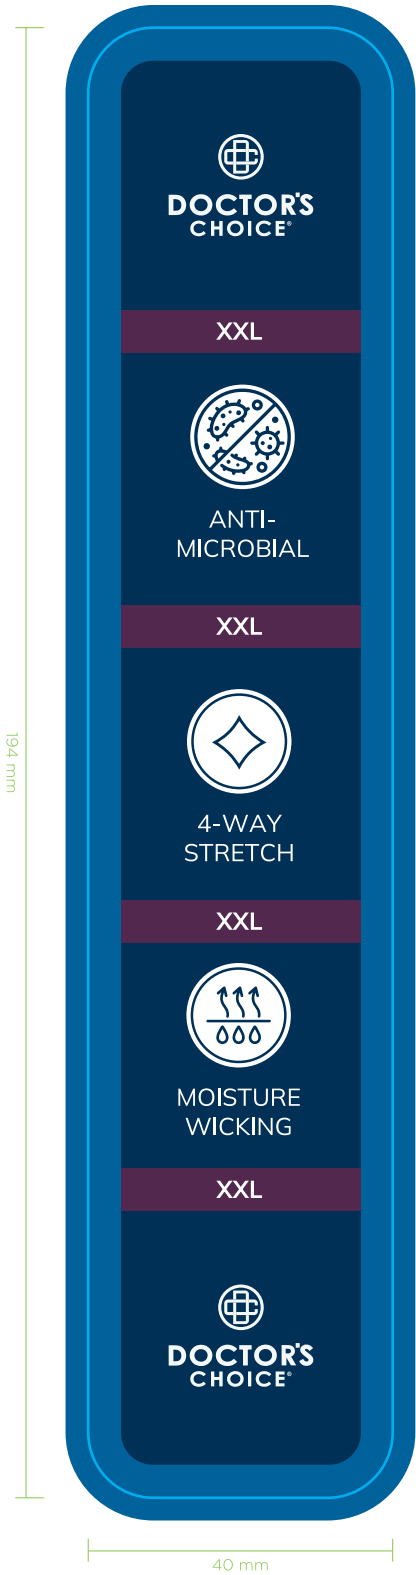 DOCTOR'S
CHOICE®
XXL
ANTI-
MICROBIAL
XXL
194 mm
4-WAY
STRETCH
XXL
MOISTURE
WICKING
XXL
DOCTOR'S
CHOICE®
40 mm